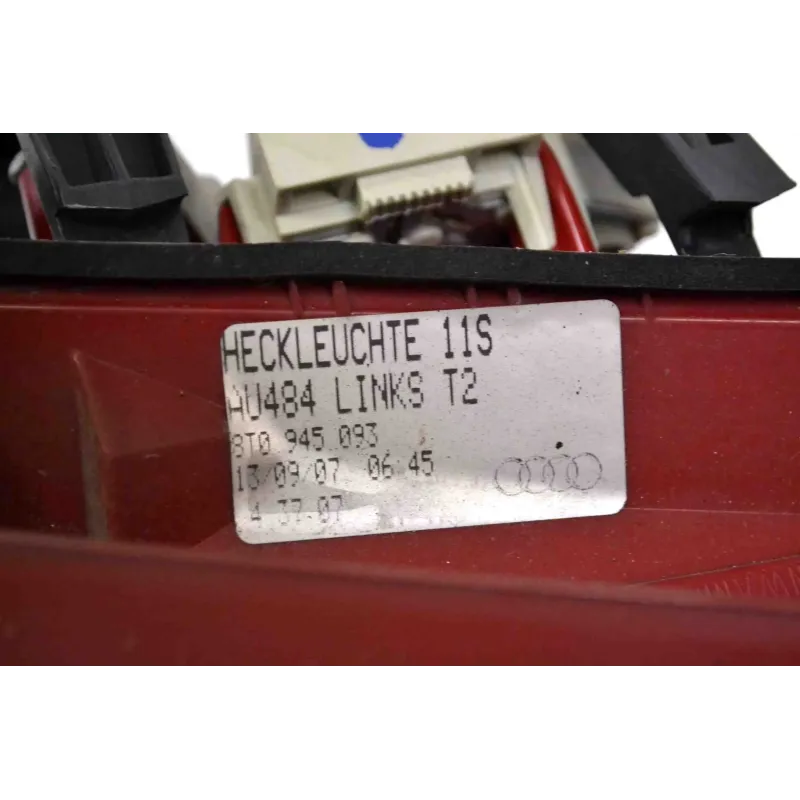 HECKLEUCHTE 11S
AU484 LINKS T2
8T0 945 093
13/09/07 06:45
4 37-07